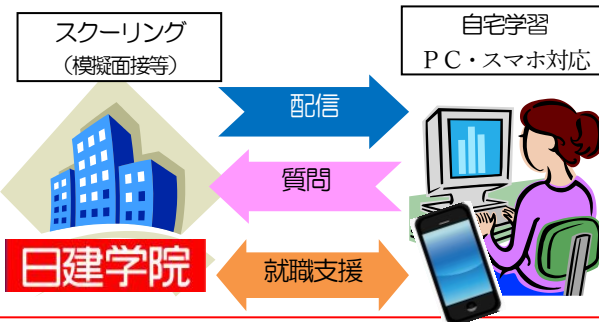 スクーリング
（模擬面接等）
自宅学習
ＰＣ・スマホ対応
配信
質問
就職支援
日建学院